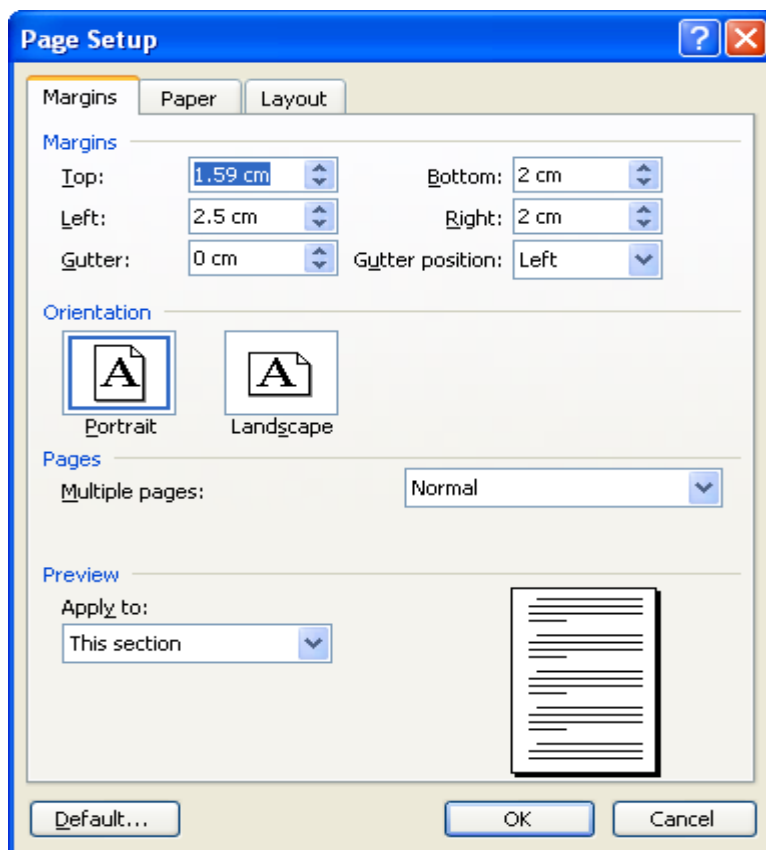 Page Setup
Margins Paper Layout
Margins
Top: 1.59 cm Bottom: 2 cm
Left: 2.5 cm Right: 2 cm
Gutter: 0 cm Gutter position: Left
Orientation
A A
Portrait Landscape
Pages
Multiple pages: Normal
Preview
Apply to:
This section
Default... OK Cancel